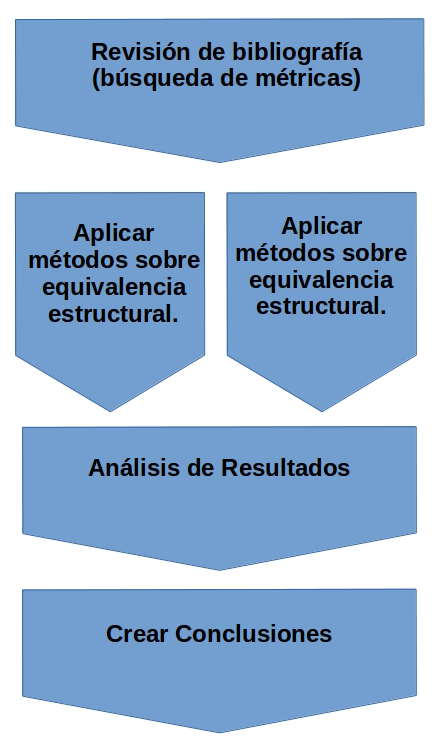 Revisión de bibliografía
(búsqueda de métricas)
Aplicar
métodos sobre
equivalencia
estructural.
Aplicar
métodos sobre
equivalencia
estructural.
Análisis de Resultados
Crear Conclusiones